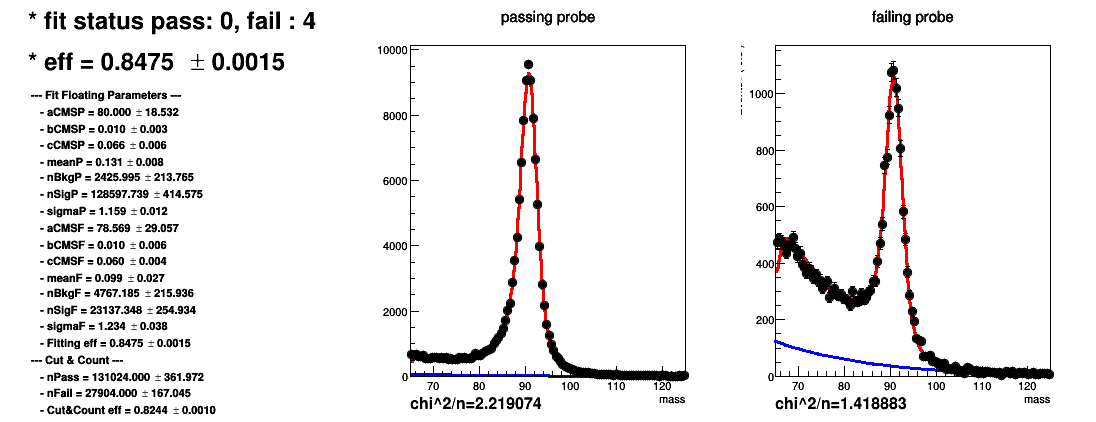 * fit status pass: 0, fail : 4
* eff = 0.8475 ± 0.0015
--- Fit Floating Parameters ---
- aCMSP = 80.000 ± 18.532
- bCMSP = 0.010 ± 0.003
- cCMSP = 0.066 ± 0.006
- meanP = 0.131 ± 0.008
- nBkgP = 2425.995 ± 213.765
- nSigP = 128597.739 ± 414.575
- sigmaP = 1.159 ± 0.012
- aCMSF = 78.569 ± 29.057
- bCMSF = 0.010 ± 0.006
- cCMSF = 0.060 ± 0.004
- meanF = 0.099 ± 0.027
- nBkgF = 4767.185 ± 215.936
- nSigF = 23137.348 ± 254.934
- sigmaF = 1.234 ± 0.038
- Fitting eff = 0.8475 ± 0.0015
--- Cut & Count ---
- nPass = 131024.000 ± 361.972
- nFail = 27904.000 ± 167.045
- Cut&Count eff = 0.8244 ± 0.0010
passing probe
10000
8000
6000
4000
2000
0
70 80 90 100 110 120
mass
chi^2/n=2.219074
failing probe
1000
800
600
400
200
0
70 80 90 100 110 120
mass
chi^2/n=1.418883